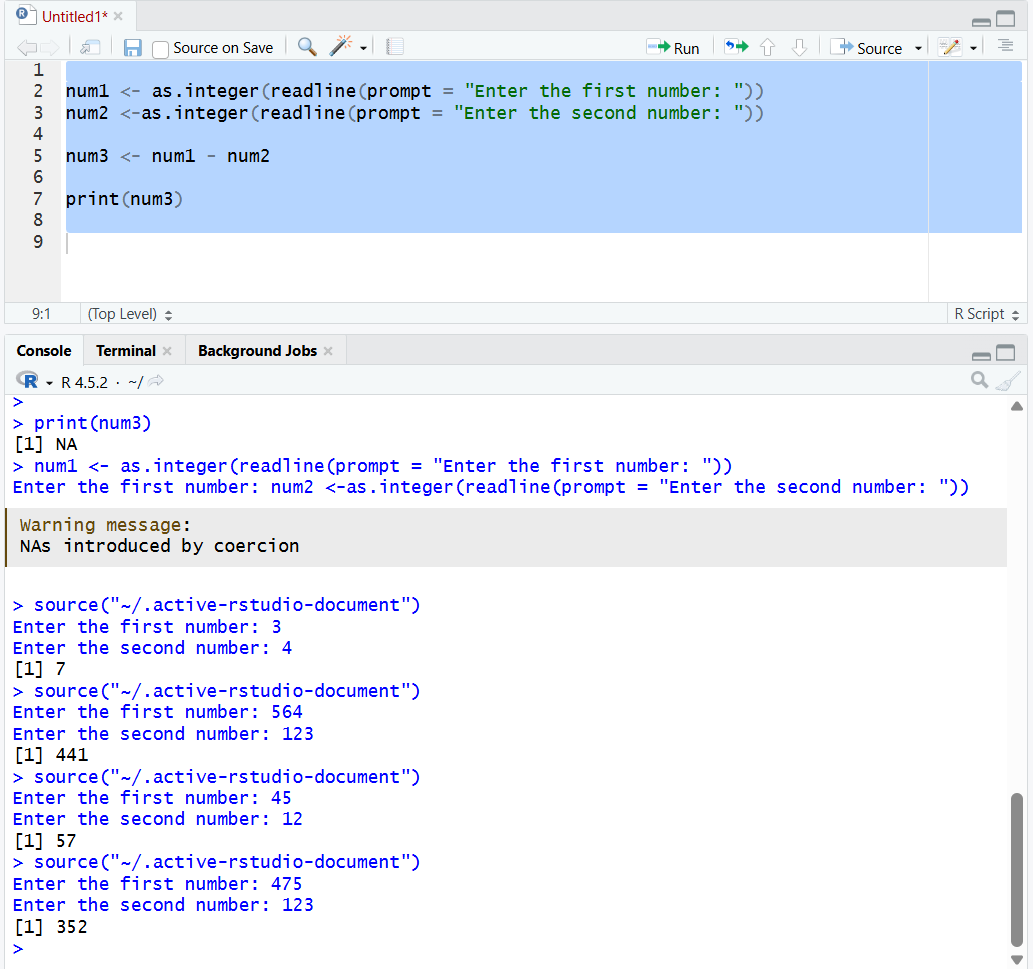 Untitled1*
Source on Save
Run
Source
1
2 num1 <- as.integer(readline(prompt = "Enter the first number: "))
3 num2 <-as.integer(readline(prompt = "Enter the second number: "))
4
5 num3 <- num1 - num2
6
7 print(num3)
8
9
9:1 (Top Level) R Script
Console Terminal Background Jobs
R R 4.5.2 · ~/
>
> print(num3)
[1] NA
> num1 <- as.integer(readline(prompt = "Enter the first number: "))
Enter the first number: num2 <-as.integer(readline(prompt = "Enter the second number: "))
Warning message:
NAs introduced by coercion
> source("~/.active-rstudio-document")
Enter the first number: 3
Enter the second number: 4
[1] 7
> source("~/.active-rstudio-document")
Enter the first number: 564
Enter the second number: 123
[1] 441
> source("~/.active-rstudio-document")
Enter the first number: 45
Enter the second number: 12
[1] 57
> source("~/.active-rstudio-document")
Enter the first number: 475
Enter the second number: 123
[1] 352
>